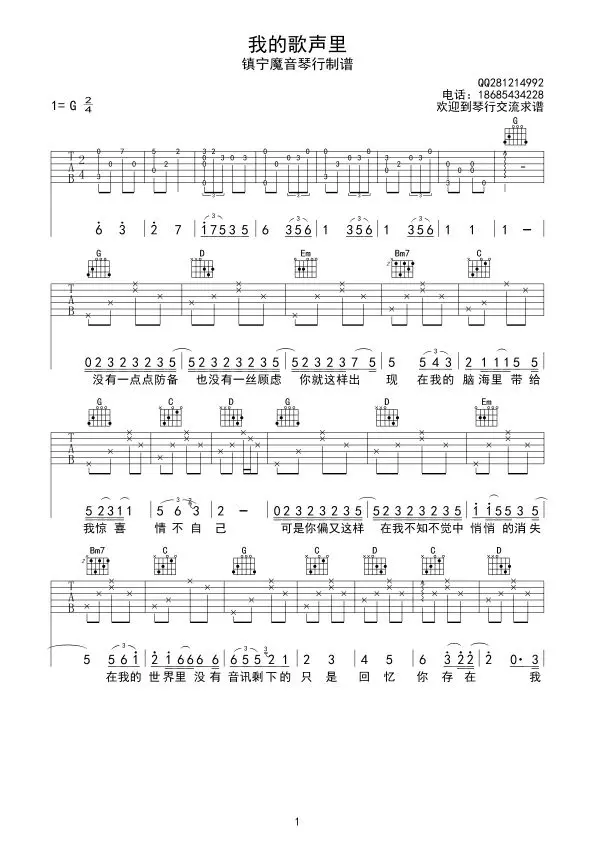 我的歌声里
镇宁魔音琴行制谱
QQ281214992
1= G 2/4
电话：18685434228
欢迎到琴行交流求谱
G
T A B 2 4
6 3 | 2 7 | 1 7 5 3 5 | 6 3 5 6 | 1 3 5 6 | 1 3 5 6 | 1 1 | 1 - |
G D Em Bm7 C
T A B
0 2 3 2 3 2 3 5 | 5 2 3 2 3 2 3 5 | 5 2 3 2 3 7 5 | 5 5 4 3 | 2 1 1 1 5 5
没有一点点防备 也没有一丝顾虑 你就这样出 现 在我的 脑海里 带给
G C D G D Em
T A B
5 2 3 1 1 | 5 6 3 | 2 - | 0 2 3 2 3 2 3 5 | 5 2 3 2 3 2 3 5 | 1 1 5 5 3 5
我惊喜 情不自 己 可是你偏又这样 在我不知不觉中 悄悄的消失
Bm7 C G C D C D
T A B
5 5 6 1 | 2 1 6 6 6 6 | 6 5 5 2 1 | 2 3 | 4 5 | 6 3 2 2 | 2 0 3
在我的 世界里 没有 音讯剩下的 只 是 回 忆 你 存在 我
1